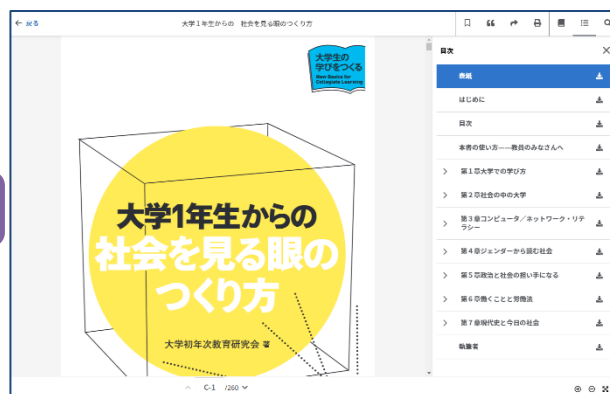 ← 戻る
大学1年生からの 社会を見る眼のつくり方
大学生の
学びをつくる
New Basics for
Collegiate Learning
大学1年生からの
社会を見る眼の
つくり方
大学初年次教育研究会 著
C-1 /260
目次
表紙
はじめに
目次
本書の使い方――教員のみなさんへ
第1章大学での学び方
第2章社会の中の大学
第3章コンピュータ／ネットワーク・リテ
ラシー
第4章ジェンダーから読む社会
第5章政治と社会の担い手になる
第6章働くことと労働法
第7章現代史と今日の社会
執筆者